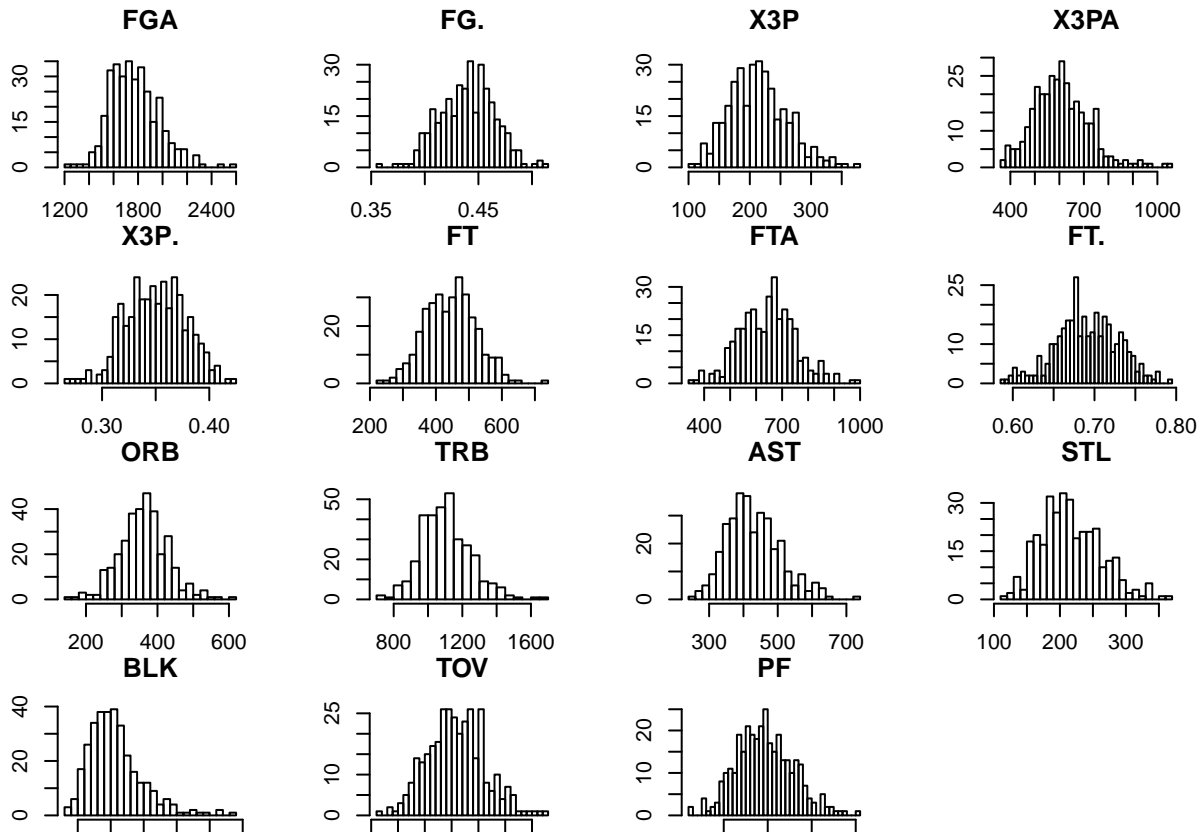 FGA FG. X3P X3PA
0 15 30 0 15 30 0 15 30 0 10 25
1200 1800 2400 0.35 0.45 100 200 300 400 700 1000
X3P. FT FTA FT.
0 10 20 0 20 0 15 30 0 10 25
0.30 0.40 200 400 600 400 700 1000 0.60 0.70 0.80
ORB TRB AST STL
0 20 40 0 20 50 0 20 0 15 30
200 400 600 800 1200 1600 300 500 700 100 200 300
BLK TOV PF
0 20 40 0 10 25 0 10 20